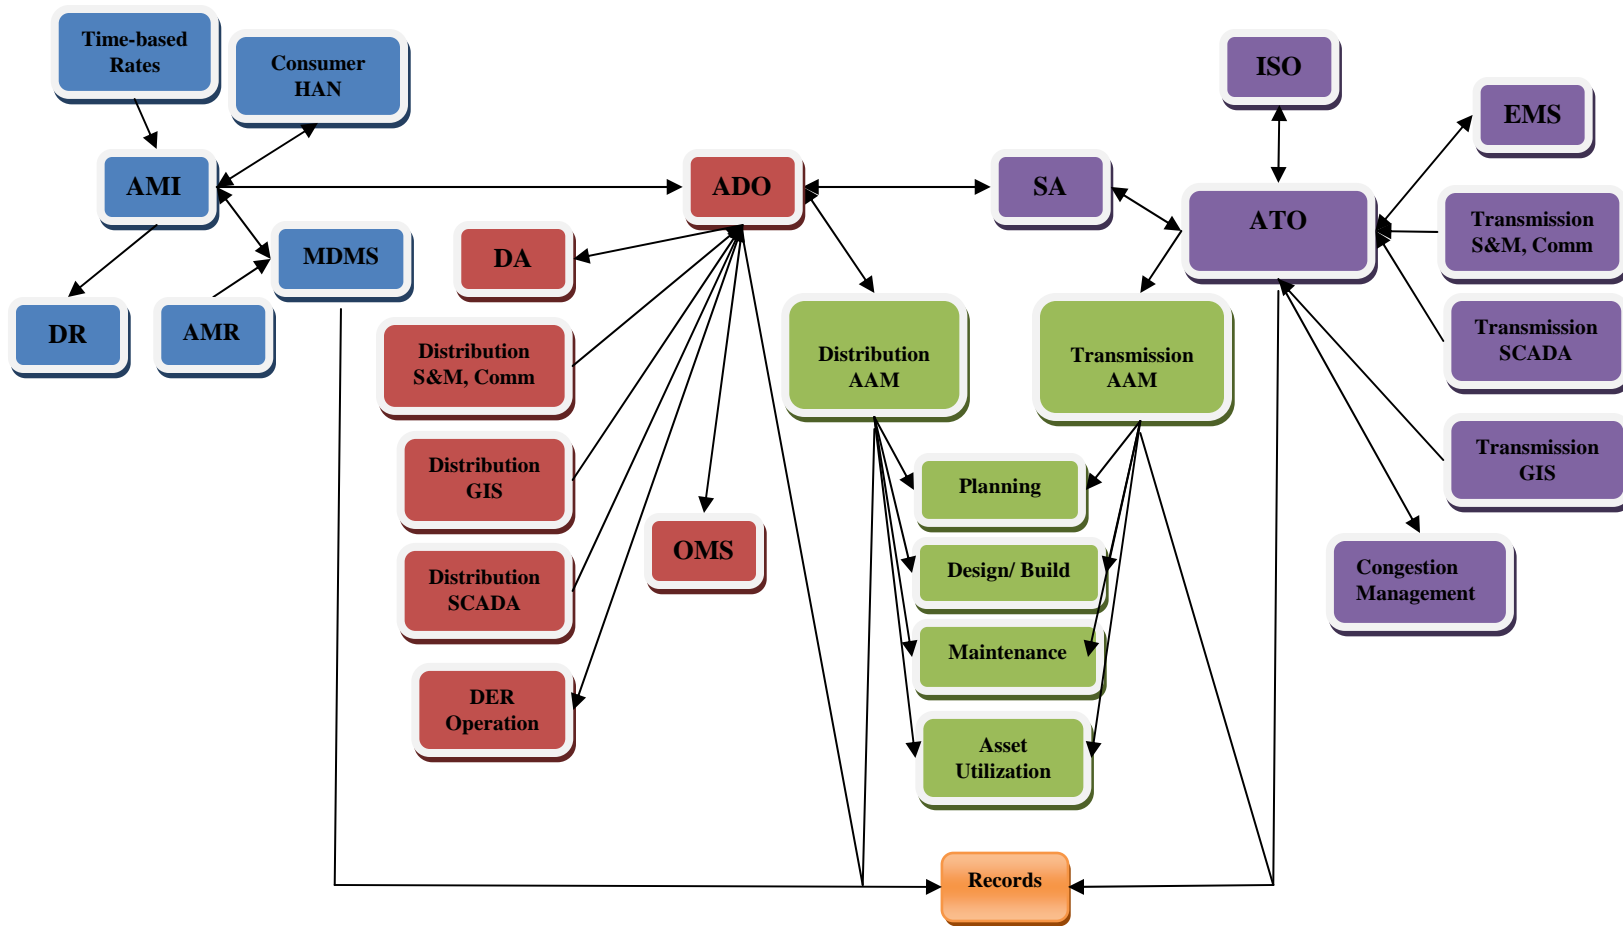 Time-based
Rates
Consumer
HAN
ISO
EMS
AMI
ADO
SA
ATO
Transmission
S&M, Comm
MDMS
DA
DR
AMR
Distribution
S&M, Comm
Distribution
AAM
Transmission
AAM
Transmission
SCADA
Distribution
GIS
Planning
Transmission
GIS
OMS
Design/ Build
Congestion
Management
Distribution
SCADA
Maintenance
DER
Operation
Asset
Utilization
Records